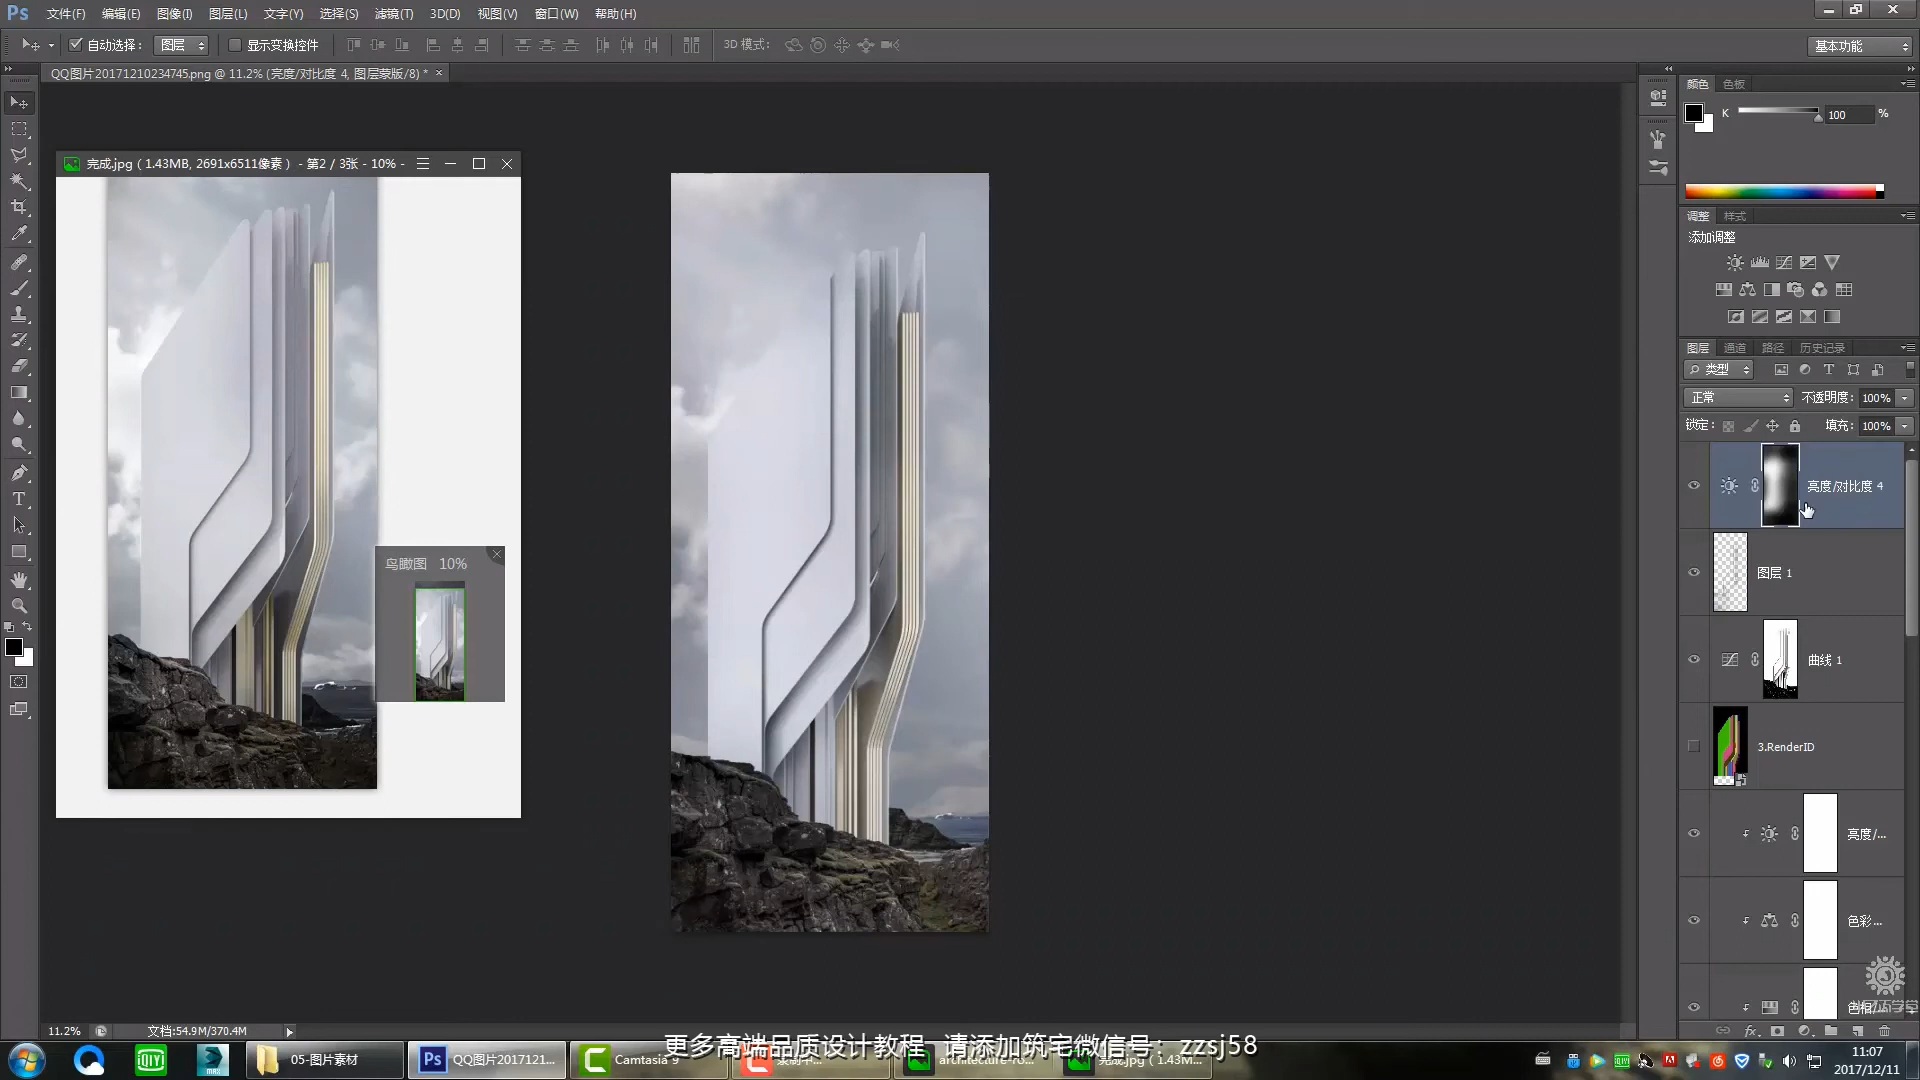 Ps 文件(F) 编辑(E) 图像(I) 图层(L) 文字(Y) 选择(S) 滤镜(T) 3D(D) 视图(V) 窗口(W) 帮助(H)
自动选择： 图层 显示变换控件 3D 模式： 基本功能
QQ图片20171210234745.png @ 11.2% (亮度/对比度 4, 图层蒙版/8) * ×
颜色 色板
K 100 %
完成.jpg ( 1.43MB, 2691x6511像素 ) - 第2 / 3张 - 10% -
调整 样式
添加调整
图层 通道 路径 历史记录
类型
正常 不透明度： 100%
锁定： 填充： 100%
亮度/对比度 4
鸟瞰图 10%
图层 1
曲线 1
3.RenderID
亮度/...
色彩...
色相/...
11.2% 文档:54.9M/370.4M
更多高端品质设计教程 请添加筑宅微信号：zzsj58
05-图片素材
Ps QQ图片2017121...
Camtasia 9
architecture-ro...
完成.jpg ( 1.43M...
11:07
2017/12/11